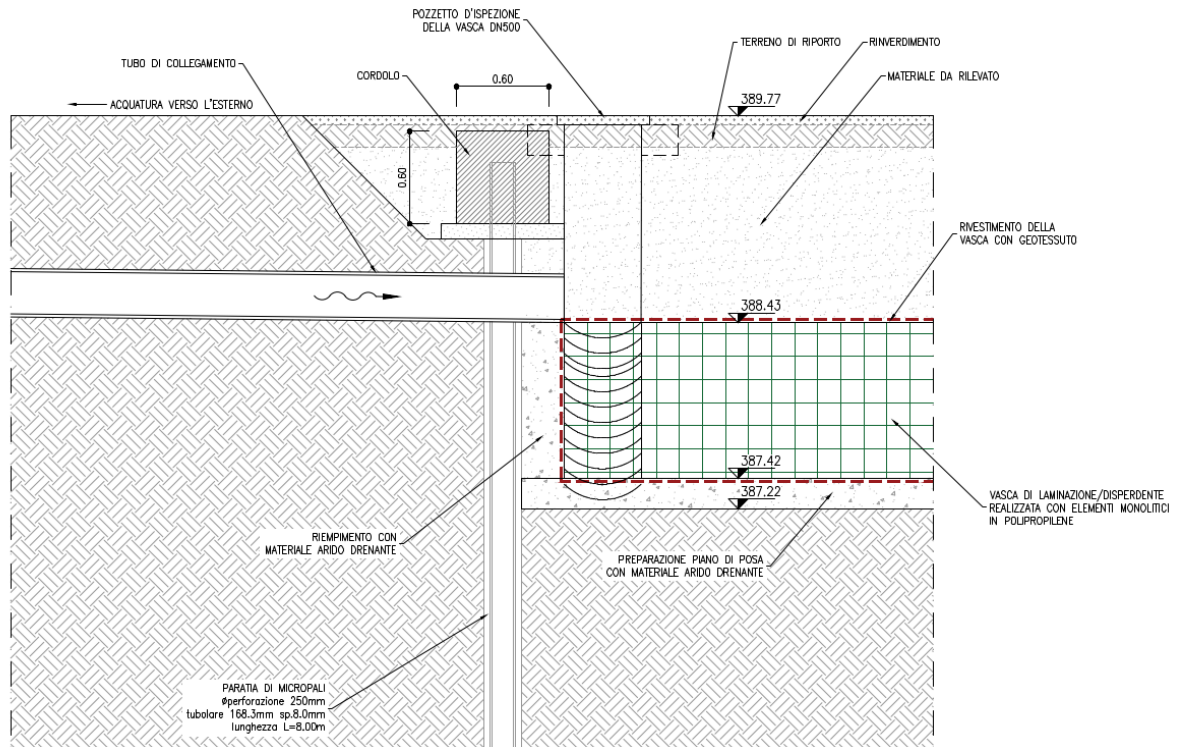 POZZETTO D'ISPEZIONE
DELLA VASCA DN500
TERRENO DI RIPORTO
RINVERDIMENTO
TUBO DI COLLEGAMENTO
CORDOLO
0.60
MATERIALE DA RILEVATO
ACQUATURA VERSO L'ESTERNO
389.77
0.60
RIVESTIMENTO DELLA
VASCA CON GEOTESSUTO
388.43
387.42
387.22
VASCA DI LAMINAZIONE/DISPERDENTE
REALIZZATA CON ELEMENTI MONOLITICI
IN POLIPROPILENE
RIEMPIMENTO CON
MATERIALE ARIDO DRENANTE
PREPARAZIONE PIANO DI POSA
CON MATERIALE ARIDO DRENANTE
PARATIA DI MICROPALI
Øperforazione 250mm
tubolare 168.3mm sp.8.0mm
lunghezza L=8.00m